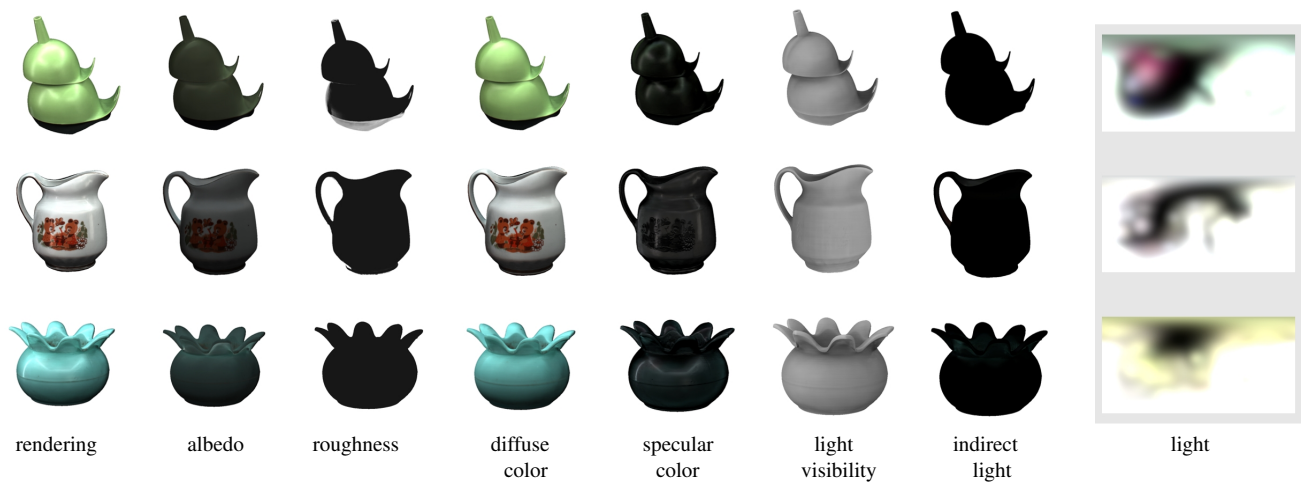 rendering albedo roughness diffuse specular light indirect light
color color visibility light